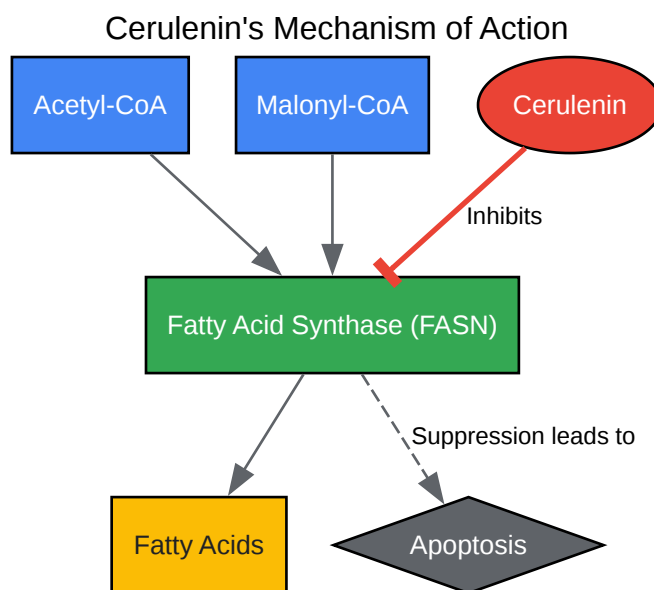 Cerulenin's Mechanism of Action
Acetyl-CoA
Malonyl-CoA
Cerulenin
Inhibits
Fatty Acid Synthase (FASN)
Suppression leads to
Fatty Acids
Apoptosis